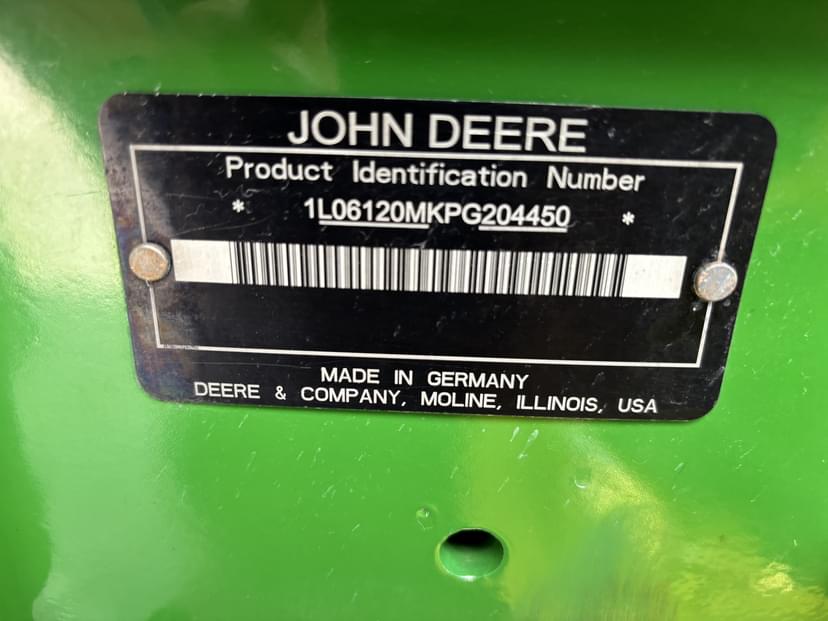 JOHN DEERE
Product Identification Number
* 1L06120MKPG204450 *
MADE IN GERMANY
DEERE & COMPANY, MOLINE, ILLINOIS, USA